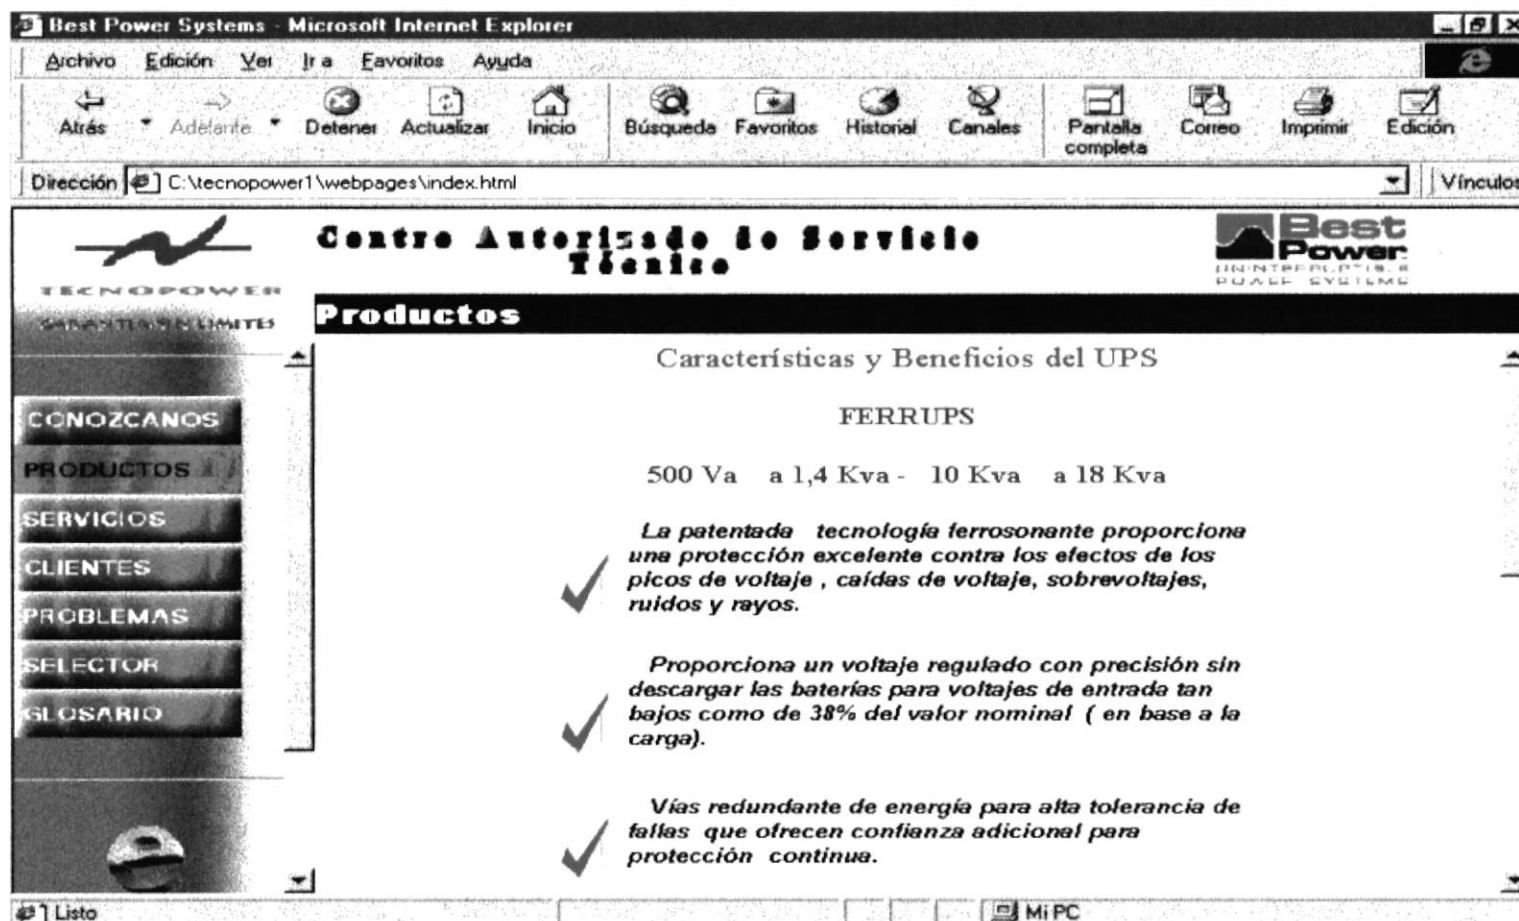 Best Power Systems - Microsoft Internet Explorer
Archivo Edición Ver Ir a Favoritos Ayuda
Atrás Adelante Detener Actualizar Inicio Búsqueda Favoritos Historial Canales Pantalla completa Correo Imprimir Edición
Dirección C:\tecnopower1\webpages\index.html Vínculos
TECNOPOWER
GARANTIA SIN LIMITES
Centro Autorizado de Servicio
Técnico
Best
Power
UNINTERRUPTIBLE
POWER SYSTEMS
Productos
CONOZCANOS
PRODUCTOS
SERVICIOS
CLIENTES
PROBLEMAS
SELECTOR
GLOSARIO
Características y Beneficios del UPS
FERRUPS
500 Va a 1,4 Kva - 10 Kva a 18 Kva
La patentada tecnología ferrosonante proporciona
una protección excelente contra los efectos de los
picos de voltaje , caídas de voltaje, sobrevoltajes,
ruidos y rayos.
Proporciona un voltaje regulado con precisión sin
descargar las baterías para voltajes de entrada tan
bajos como de 38% del valor nominal ( en base a la
carga).
Vías redundante de energía para alta tolerancia de
fallas que ofrecen confianza adicional para
protección continua.
Listo
Mi PC